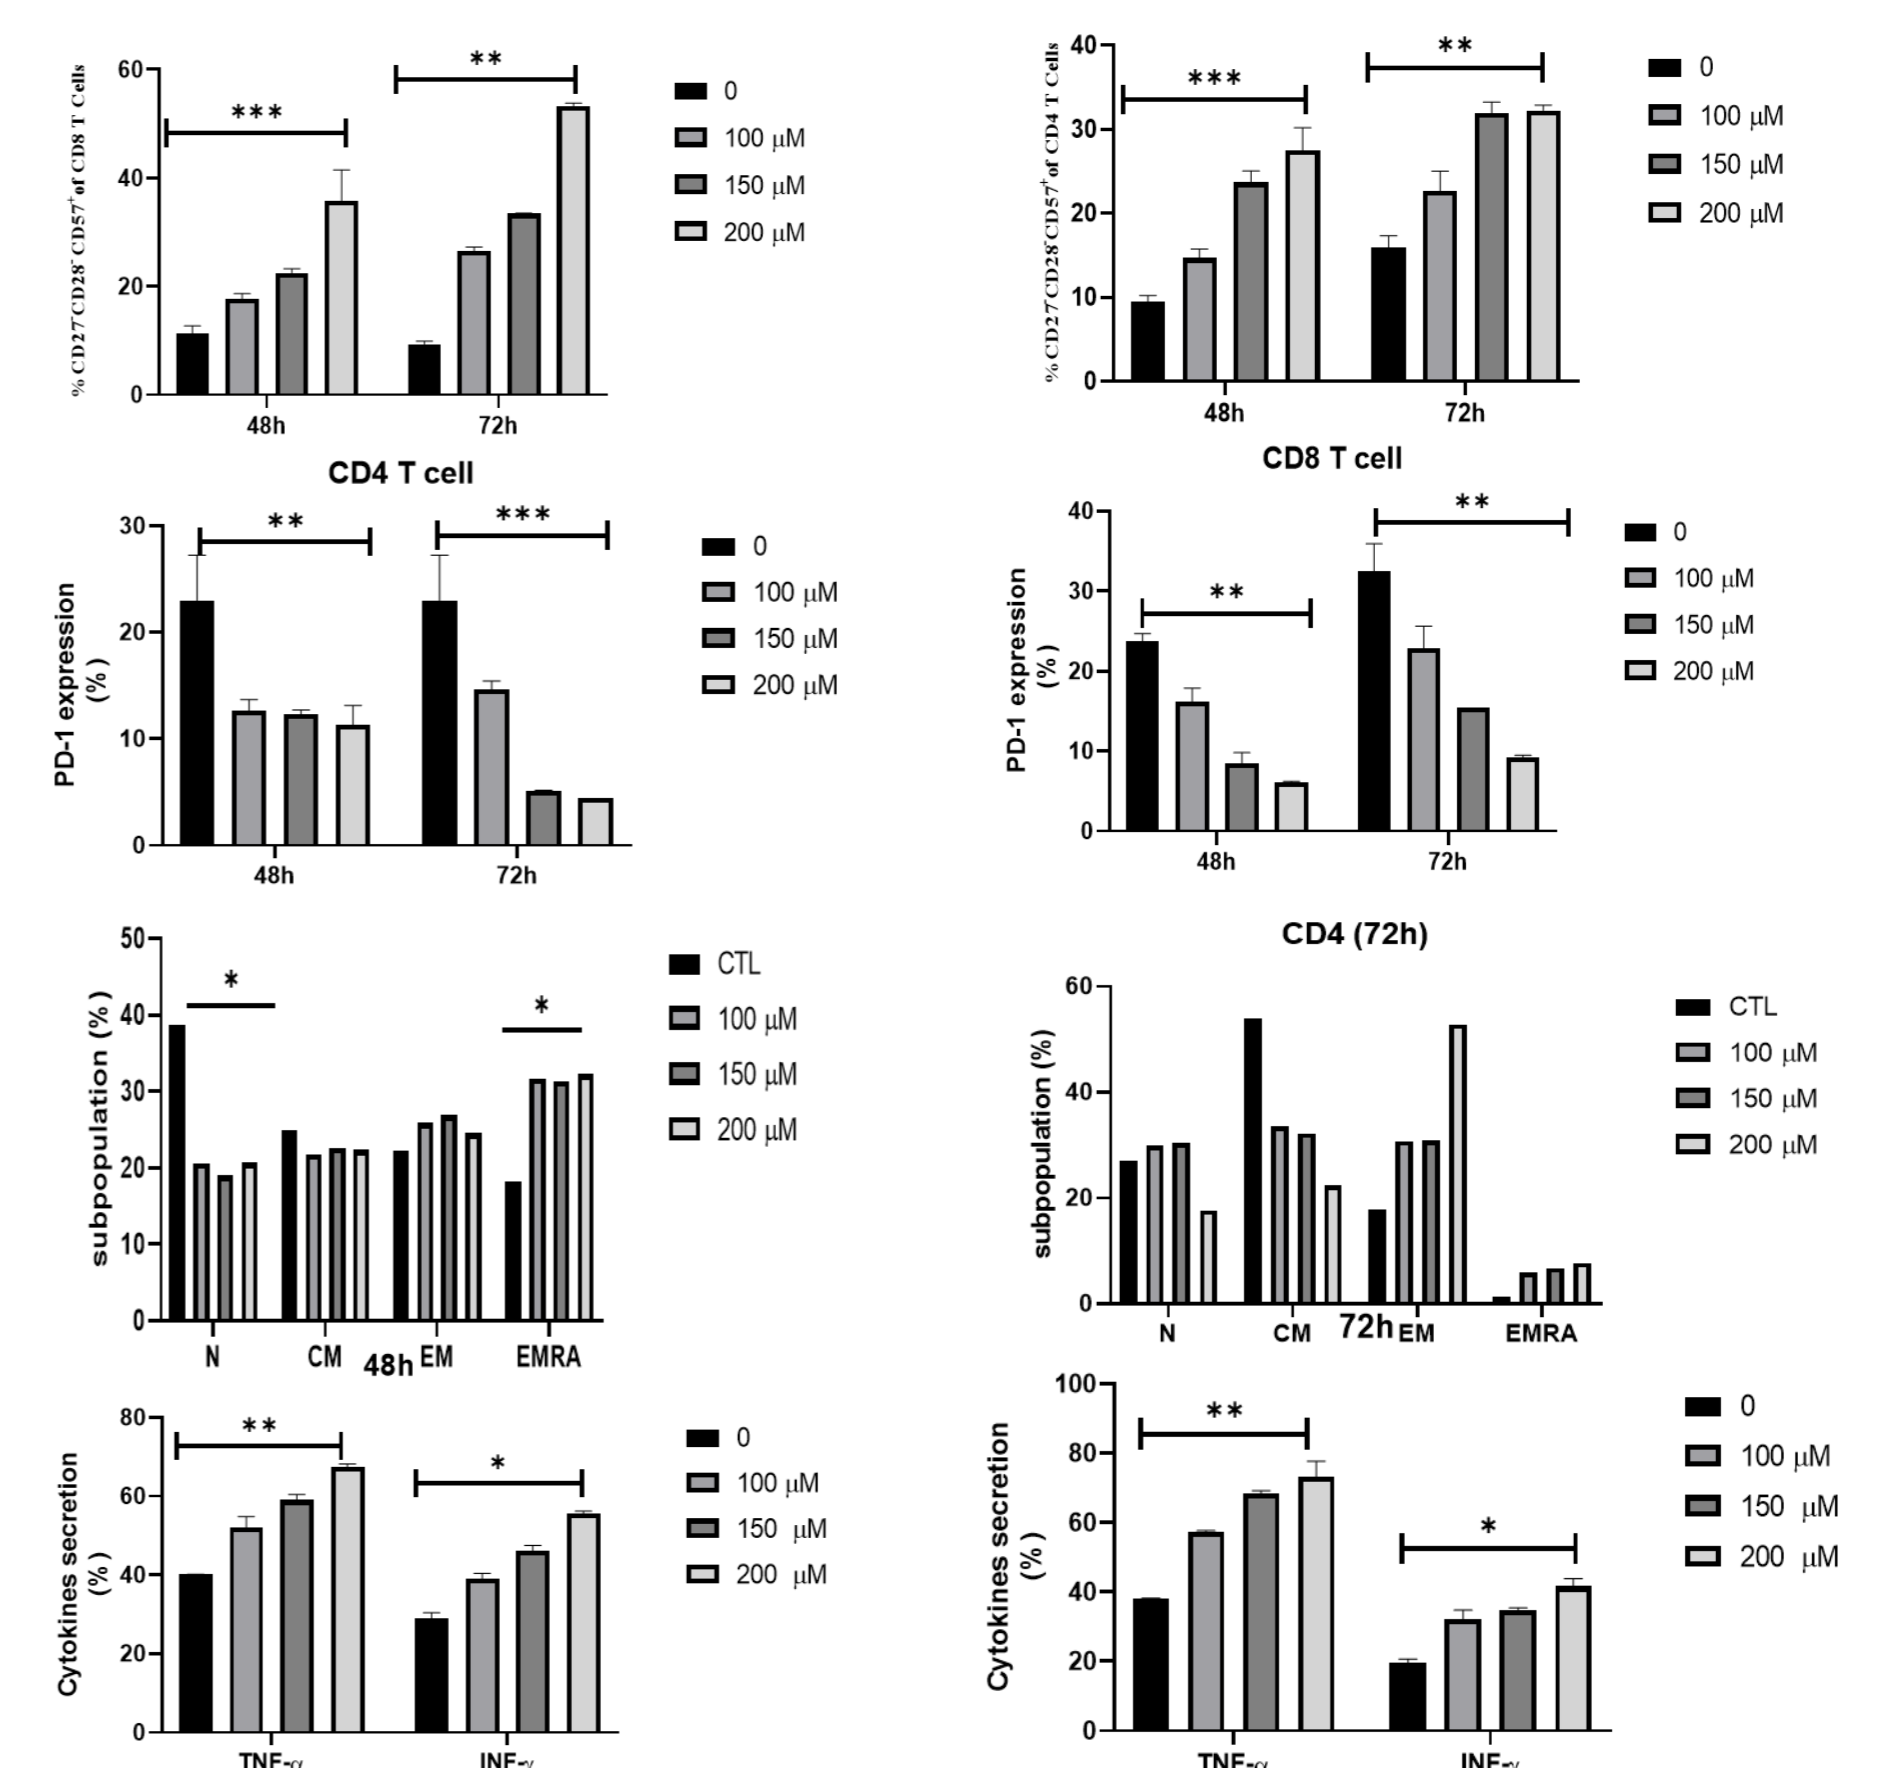 % CD27-CD28- CD57+of CD8 T Cells
60
40
20
0
***
**
48h
72h
0
100 μM
150 μM
200 μM
% CD27-CD28-CD57+of CD4 T Cells
40
30
20
10
0
***
**
48h
72h
0
100 μM
150 μM
200 μM
CD4 T cell
PD-1 expression
(%)
30
20
10
0
**
***
48h
72h
0
100 μM
150 μM
200 μM
CD8 T cell
PD-1 expression
(%)
40
30
20
10
0
**
**
48h
72h
0
100 μM
150 μM
200 μM
subpopulation (%)
50
40
30
20
10
0
*
*
N
CM
EM
EMRA
CTL
100 μM
150 μM
200 μM
CD4 (72h)
subpopulation (%)
60
40
20
0
N
CM
EM
EMRA
CTL
100 μM
150 μM
200 μM
48h
Cytokines secretion
(%)
80
60
40
20
0
**
*
TNF-α
INF-γ
0
100 μM
150 μM
200 μM
72h
Cytokines secretion
(%)
100
80
60
40
20
0
**
*
TNF-α
INF-γ
0
100 μM
150 μM
200 μM